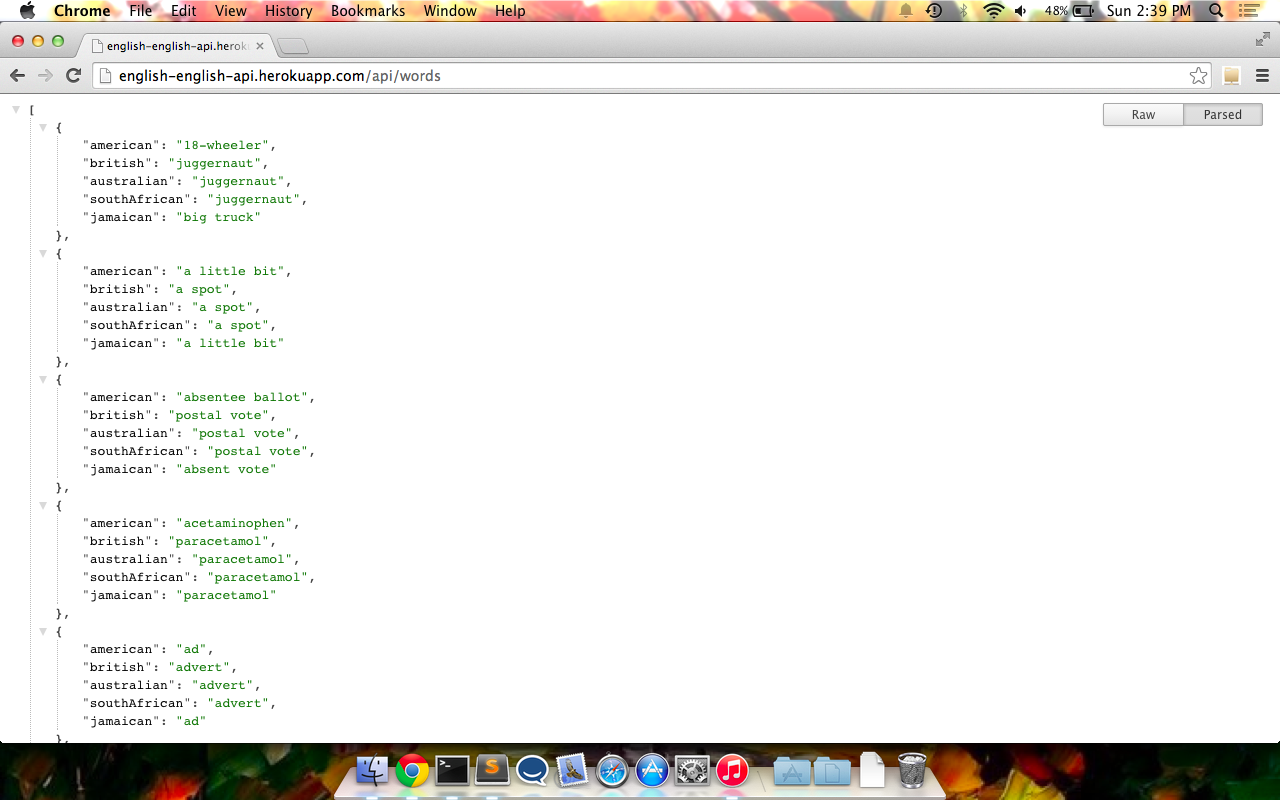 Chrome File Edit View History Bookmarks Window Help 48% Sun 2:39 PM
english-english-api.herok
english-english-api.herokuapp.com/api/words
Raw Parsed
[
{
"american": "18-wheeler",
"british": "juggernaut",
"australian": "juggernaut",
"southAfrican": "juggernaut",
"jamaican": "big truck"
},
{
"american": "a little bit",
"british": "a spot",
"australian": "a spot",
"southAfrican": "a spot",
"jamaican": "a little bit"
},
{
"american": "absentee ballot",
"british": "postal vote",
"australian": "postal vote",
"southAfrican": "postal vote",
"jamaican": "absent vote"
},
{
"american": "acetaminophen",
"british": "paracetamol",
"australian": "paracetamol",
"southAfrican": "paracetamol",
"jamaican": "paracetamol"
},
{
"american": "ad",
"british": "advert",
"australian": "advert",
"southAfrican": "advert",
"jamaican": "ad"
},